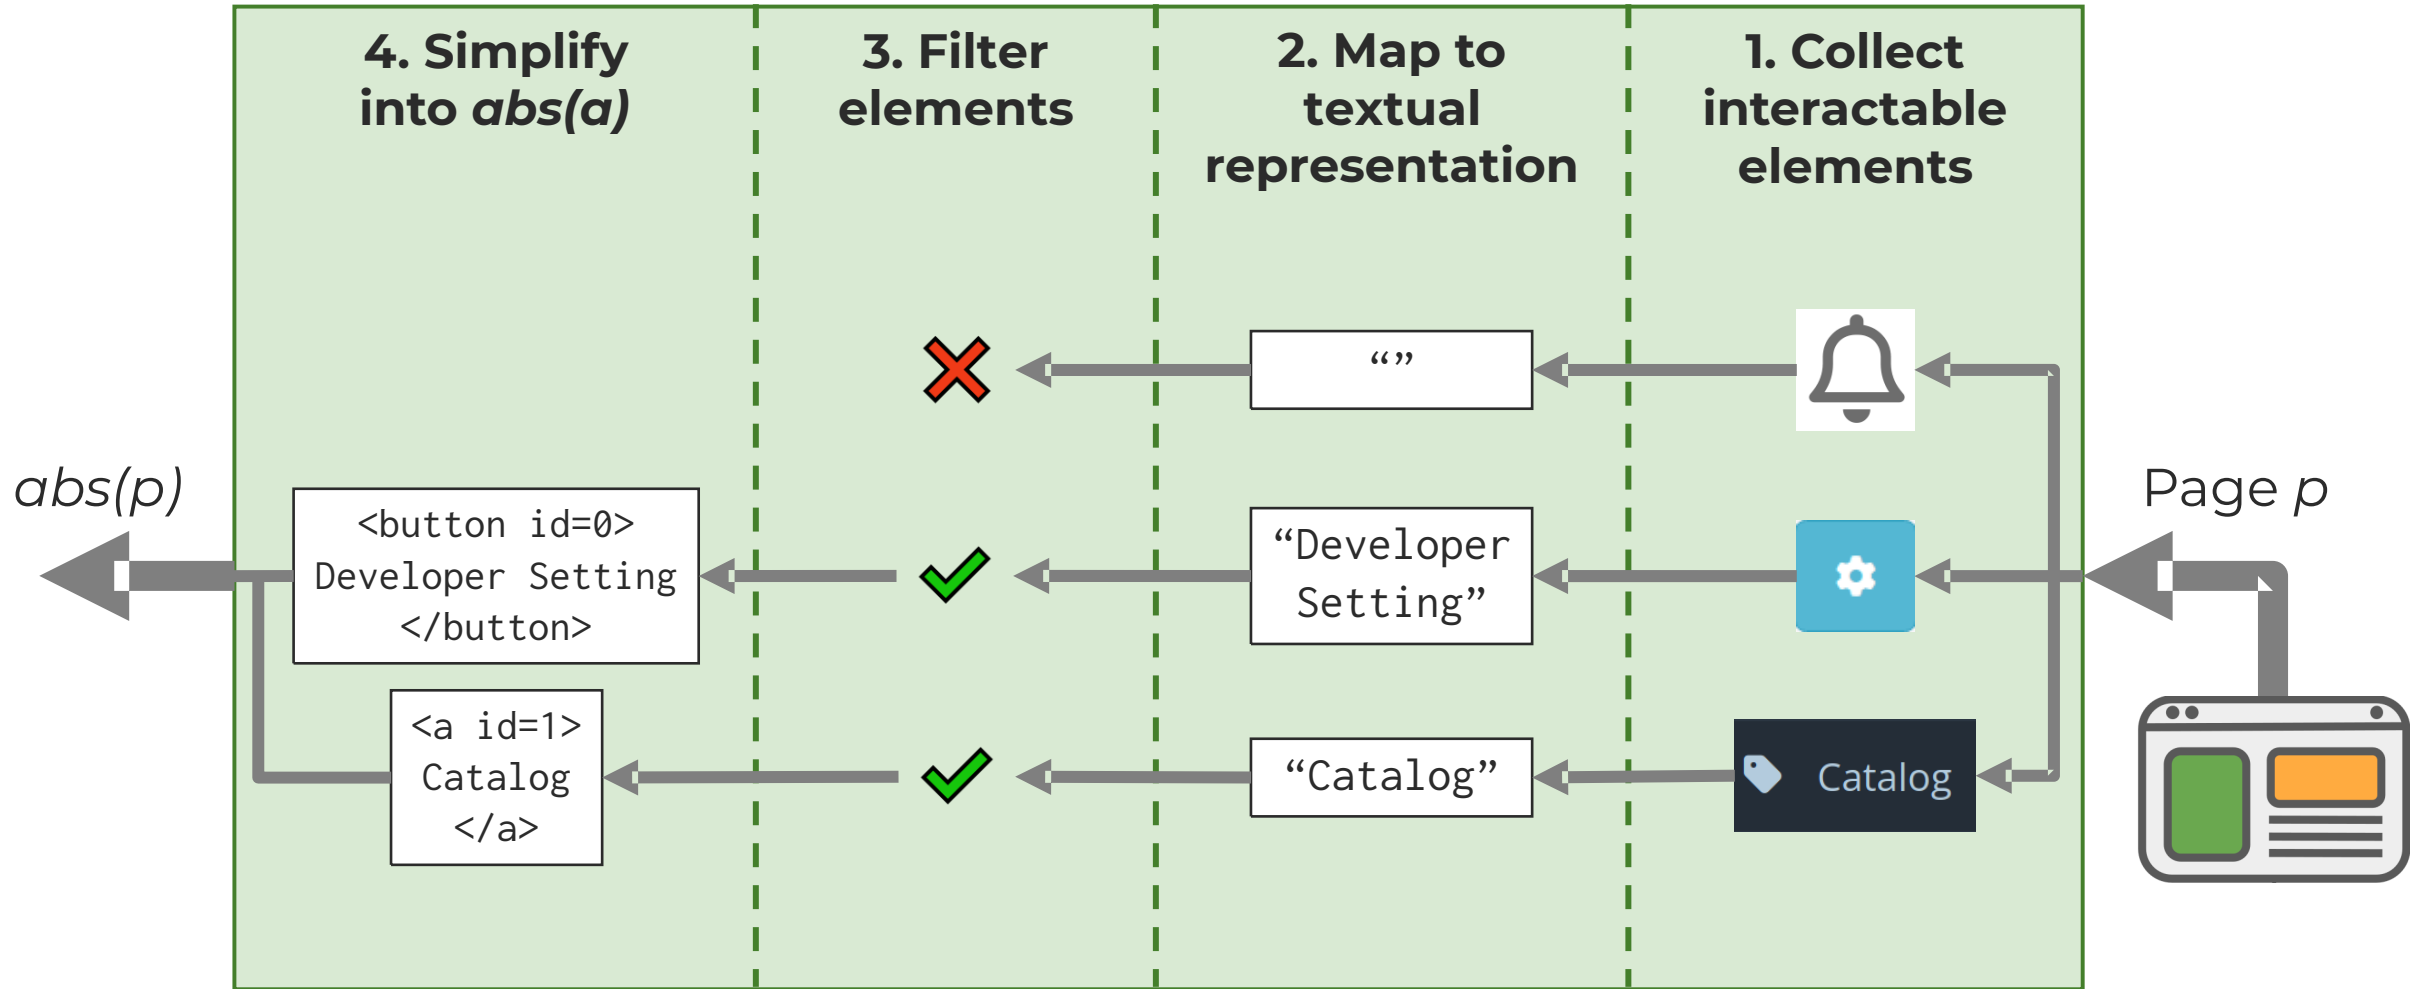 4. Simplify
into abs(a)
3. Filter
elements
2. Map to
textual
representation
1. Collect
interactable
elements
“”
abs(p)
<button id=0>
Developer Setting
</button>
“Developer
Setting”
Page p
<a id=1>
Catalog
</a>
“Catalog”
Catalog